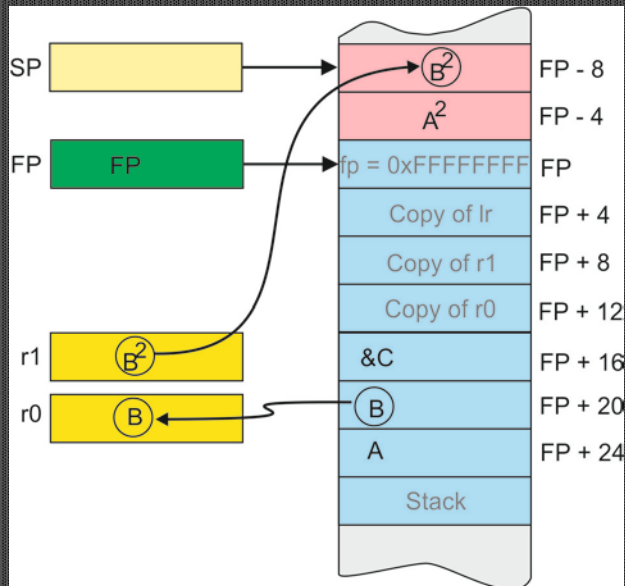 SP B² FP - 8
A² FP - 4
FP FP fp = 0xFFFFFFFF FP
Copy of lr FP + 4
Copy of r1 FP + 8
Copy of r0 FP + 12
r1 B² &C FP + 16
r0 B B FP + 20
A FP + 24
Stack